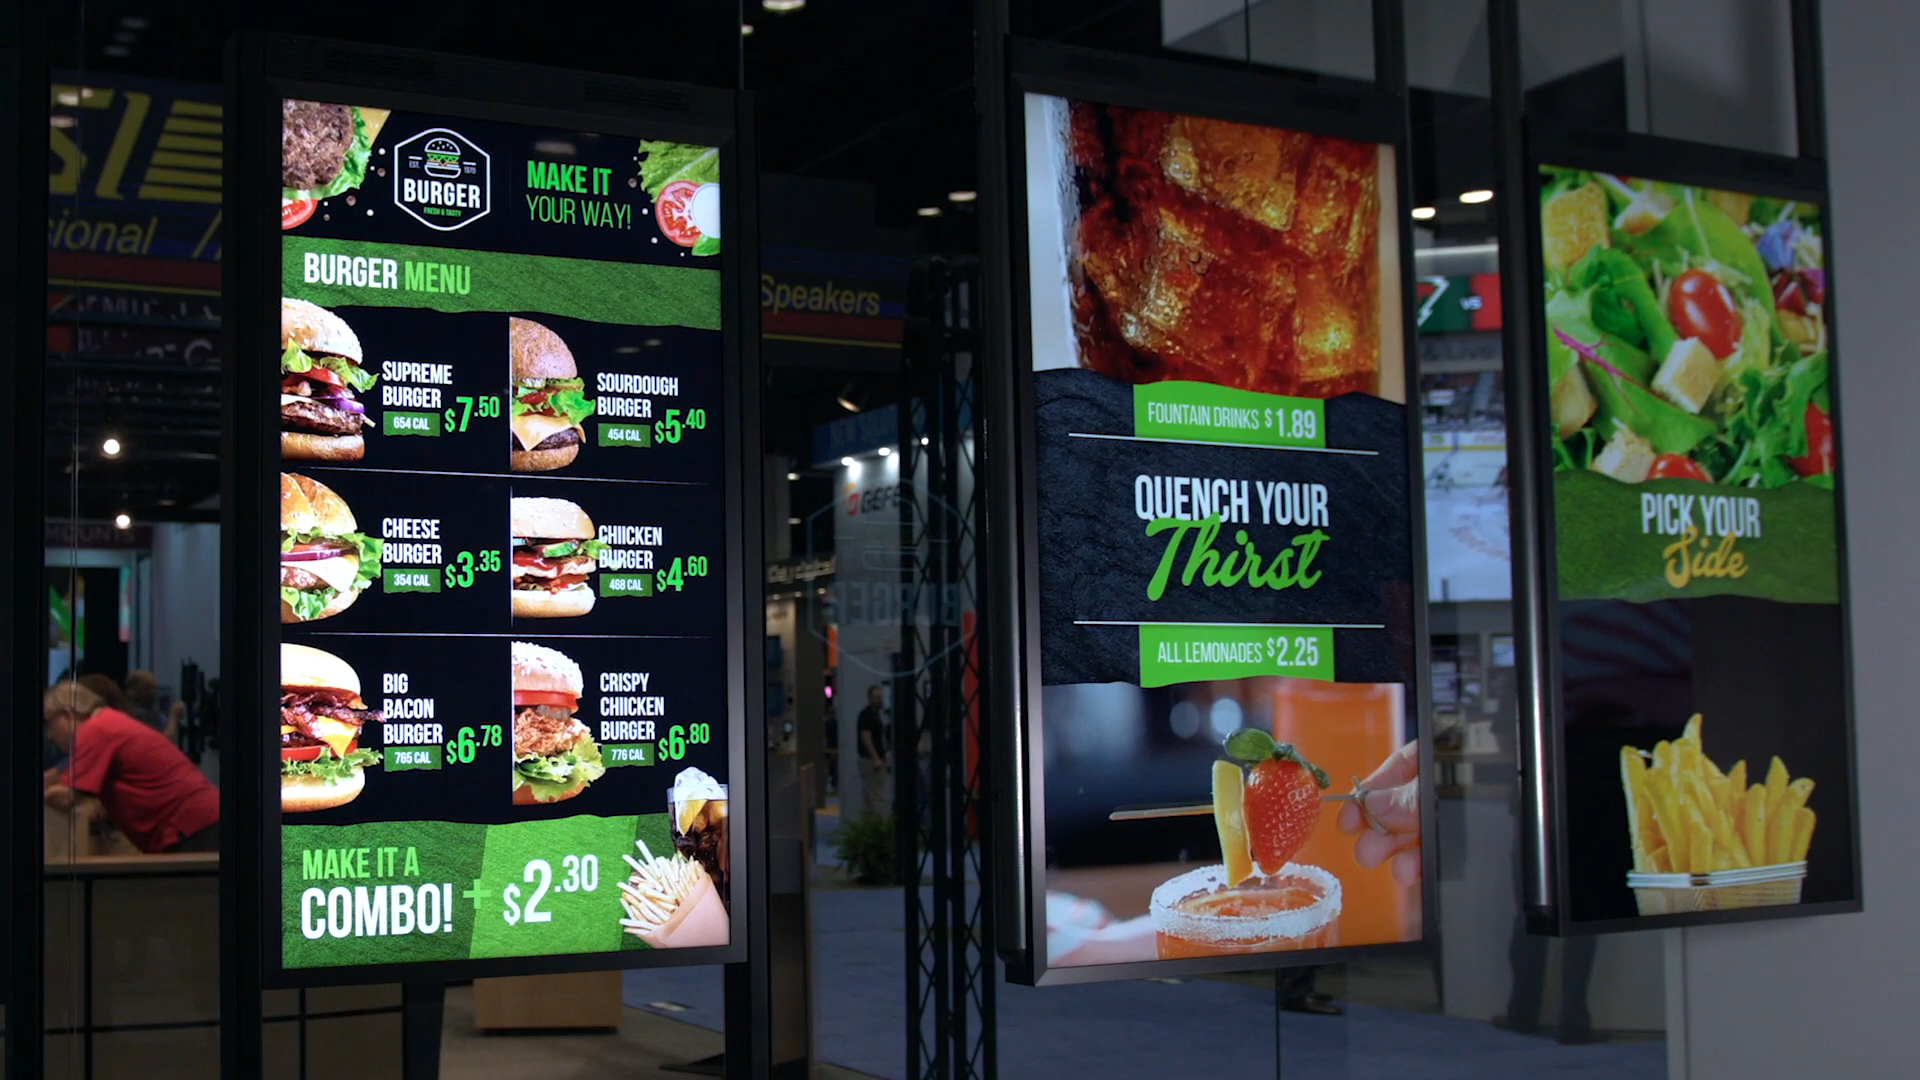 EST. 1970
BURGER
FRESH & TASTY
MAKE IT
YOUR WAY!
BURGER MENU
SUPREME
BURGER
654 CAL
$7.50
SOURDOUGH
BURGER
454 CAL
$5.40
CHEESE
BURGER
354 CAL
$3.35
CHIICKEN
BURGER
468 CAL
$4.60
BIG
BACON
BURGER
765 CAL
$6.78
CRISPY
CHIICKEN
BURGER
776 CAL
$6.80
MAKE IT A
COMBO!
+ $2.30
FOUNTAIN DRINKS $1.89
QUENCH YOUR
Thirst
ALL LEMONADES $2.25
PICK YOUR
Side
sional
Speakers
MOUNTS
VS